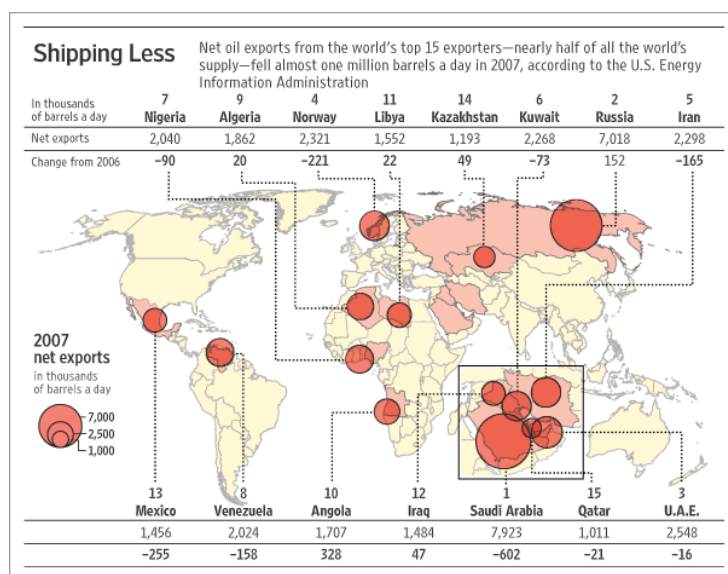 Shipping Less
Net oil exports from the world's top 15 exporters—nearly half of all the world's
supply—fell almost one million barrels a day in 2007, according to the U.S. Energy
Information Administration
In thousands
of barrels a day
7 9 4 11 14 6 2 5
Nigeria Algeria Norway Libya Kazakhstan Kuwait Russia Iran
Net exports 2,040 1,862 2,321 1,552 1,193 2,268 7,018 2,298
Change from 2006 –90 20 –221 22 49 –73 152 –165
2007
net exports
in thousands
of barrels a day
7,000
2,500
1,000
13 8 10 12 1 15 3
Mexico Venezuela Angola Iraq Saudi Arabia Qatar U.A.E.
1,456 2,024 1,707 1,484 7,923 1,011 2,548
–255 –158 328 47 –602 –21 –16